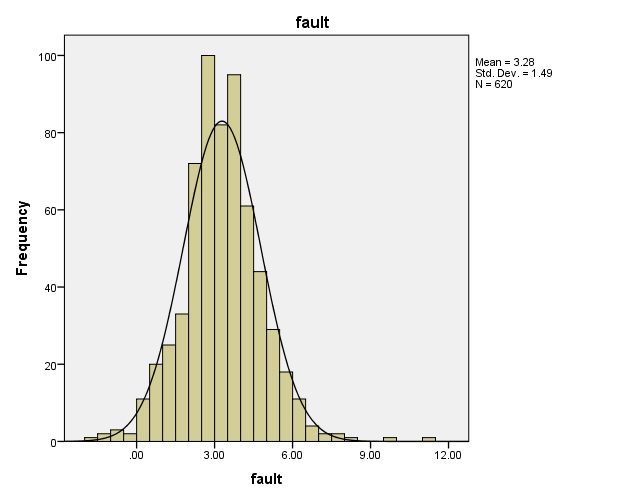 fault
Mean = 3.28
Std. Dev. = 1.49
N = 620
100
80
60
40
20
0
Frequency
.00
3.00
6.00
9.00
12.00
fault